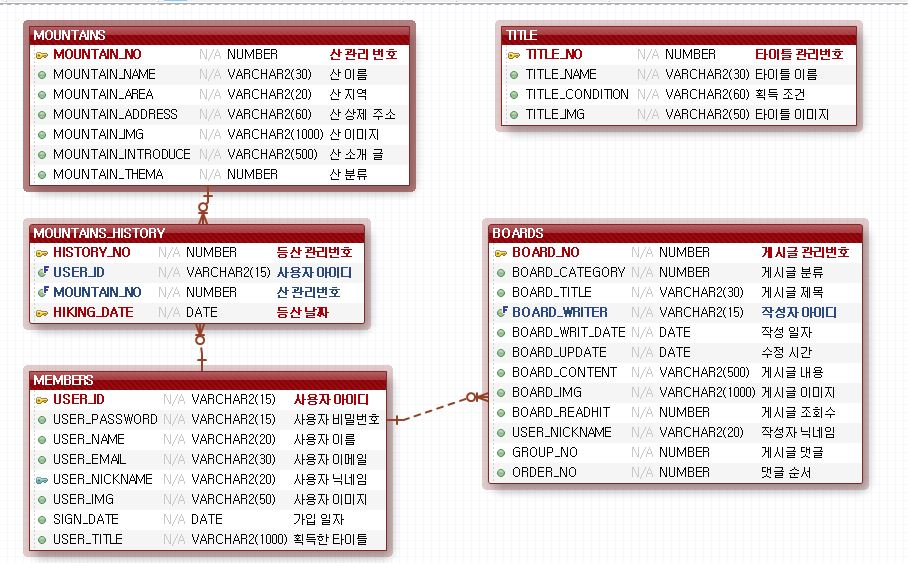 MOUNTAINS
MOUNTAIN_NO N/A NUMBER 산 관리 번호
MOUNTAIN_NAME N/A VARCHAR2(30) 산 이름
MOUNTAIN_AREA N/A VARCHAR2(20) 산 지역
MOUNTAIN_ADDRESS N/A VARCHAR2(60) 산 상제 주소
MOUNTAIN_IMG N/A VARCHAR2(1000) 산 이미지
MOUNTAIN_INTRODUCE N/A VARCHAR2(500) 산 소개 글
MOUNTAIN_THEMA N/A NUMBER 산 분류
TITLE
TITLE_NO N/A NUMBER 타이틀 관리번호
TITLE_NAME N/A VARCHAR2(30) 타이틀 이름
TITLE_CONDITION N/A VARCHAR2(60) 획득 조건
TITLE_IMG N/A VARCHAR2(50) 타이틀 이미지
MOUNTAINS_HISTORY
HISTORY_NO N/A NUMBER 등산 관리번호
USER_ID N/A VARCHAR2(15) 사용자 아이디
MOUNTAIN_NO N/A NUMBER 산 관리번호
HIKING_DATE N/A DATE 등산 날짜
BOARDS
BOARD_NO N/A NUMBER 게시글 관리번호
BOARD_CATEGORY N/A NUMBER 게시글 분류
BOARD_TITLE N/A VARCHAR2(30) 게시글 제목
BOARD_WRITER N/A VARCHAR2(15) 작성자 아이디
BOARD_WRIT_DATE N/A DATE 작성 일자
BOARD_UPDATE N/A DATE 수정 시간
BOARD_CONTENT N/A VARCHAR2(500) 게시글 내용
BOARD_IMG N/A VARCHAR2(1000) 게시글 이미지
BOARD_READHIT N/A NUMBER 게시글 조회수
USER_NICKNAME N/A VARCHAR2(20) 작성자 닉네임
GROUP_NO N/A NUMBER 게시글 댓글
ORDER_NO N/A NUMBER 댓글 순서
MEMBERS
USER_ID N/A VARCHAR2(15) 사용자 아이디
USER_PASSWORD N/A VARCHAR2(15) 사용자 비밀번호
USER_NAME N/A VARCHAR2(20) 사용자 이름
USER_EMAIL N/A VARCHAR2(30) 사용자 이메일
USER_NICKNAME N/A VARCHAR2(20) 사용자 닉네임
USER_IMG N/A VARCHAR2(50) 사용자 이미지
SIGN_DATE N/A DATE 가입 일자
USER_TITLE N/A VARCHAR2(1000) 획득한 타이틀